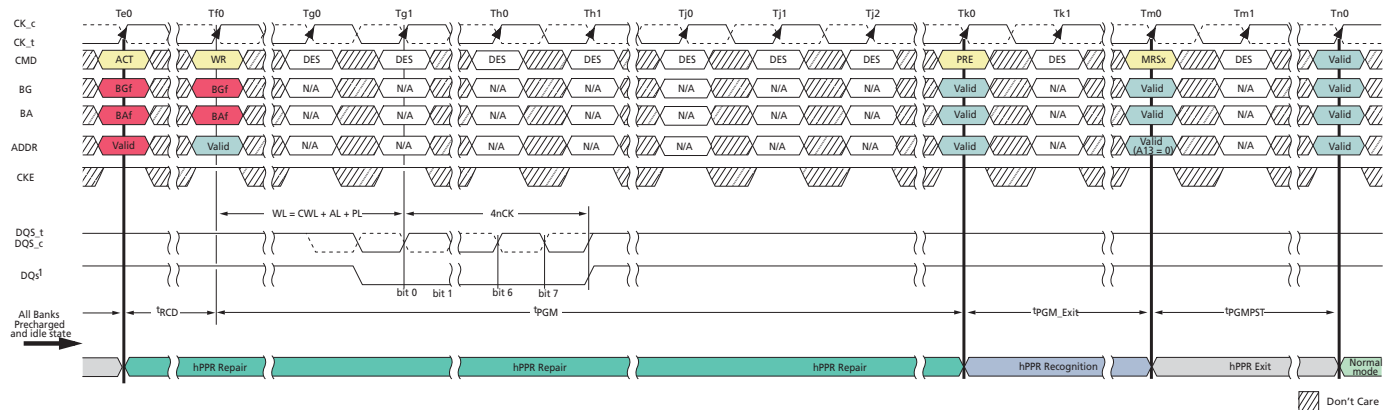 Te0 Tf0 Tg0 Tg1 Th0 Th1 Tj0 Tj1 Tj2 Tk0 Tk1 Tm0 Tm1 Tn0
CK_c
CK_t
CMD ACT WR DES DES DES DES DES DES DES PRE DES MRSx DES Valid
BG BGf BGf N/A N/A N/A N/A N/A N/A N/A Valid N/A Valid N/A Valid
BA BAf BAf N/A N/A N/A N/A N/A N/A N/A Valid N/A Valid N/A Valid
ADDR Valid Valid N/A N/A N/A N/A N/A N/A N/A Valid N/A Valid (A13 = 0) N/A Valid
CKE
WL = CWL + AL + PL 4nCK
DQS_t
DQS_c
DQs1
bit 0 bit 1 bit 6 bit 7
All Banks
Precharged
and idle state
tRCD tPGM tPGM_Exit tPGMPST
hPPR Repair hPPR Repair hPPR Repair hPPR Recognition hPPR Exit Normal mode
Don't Care